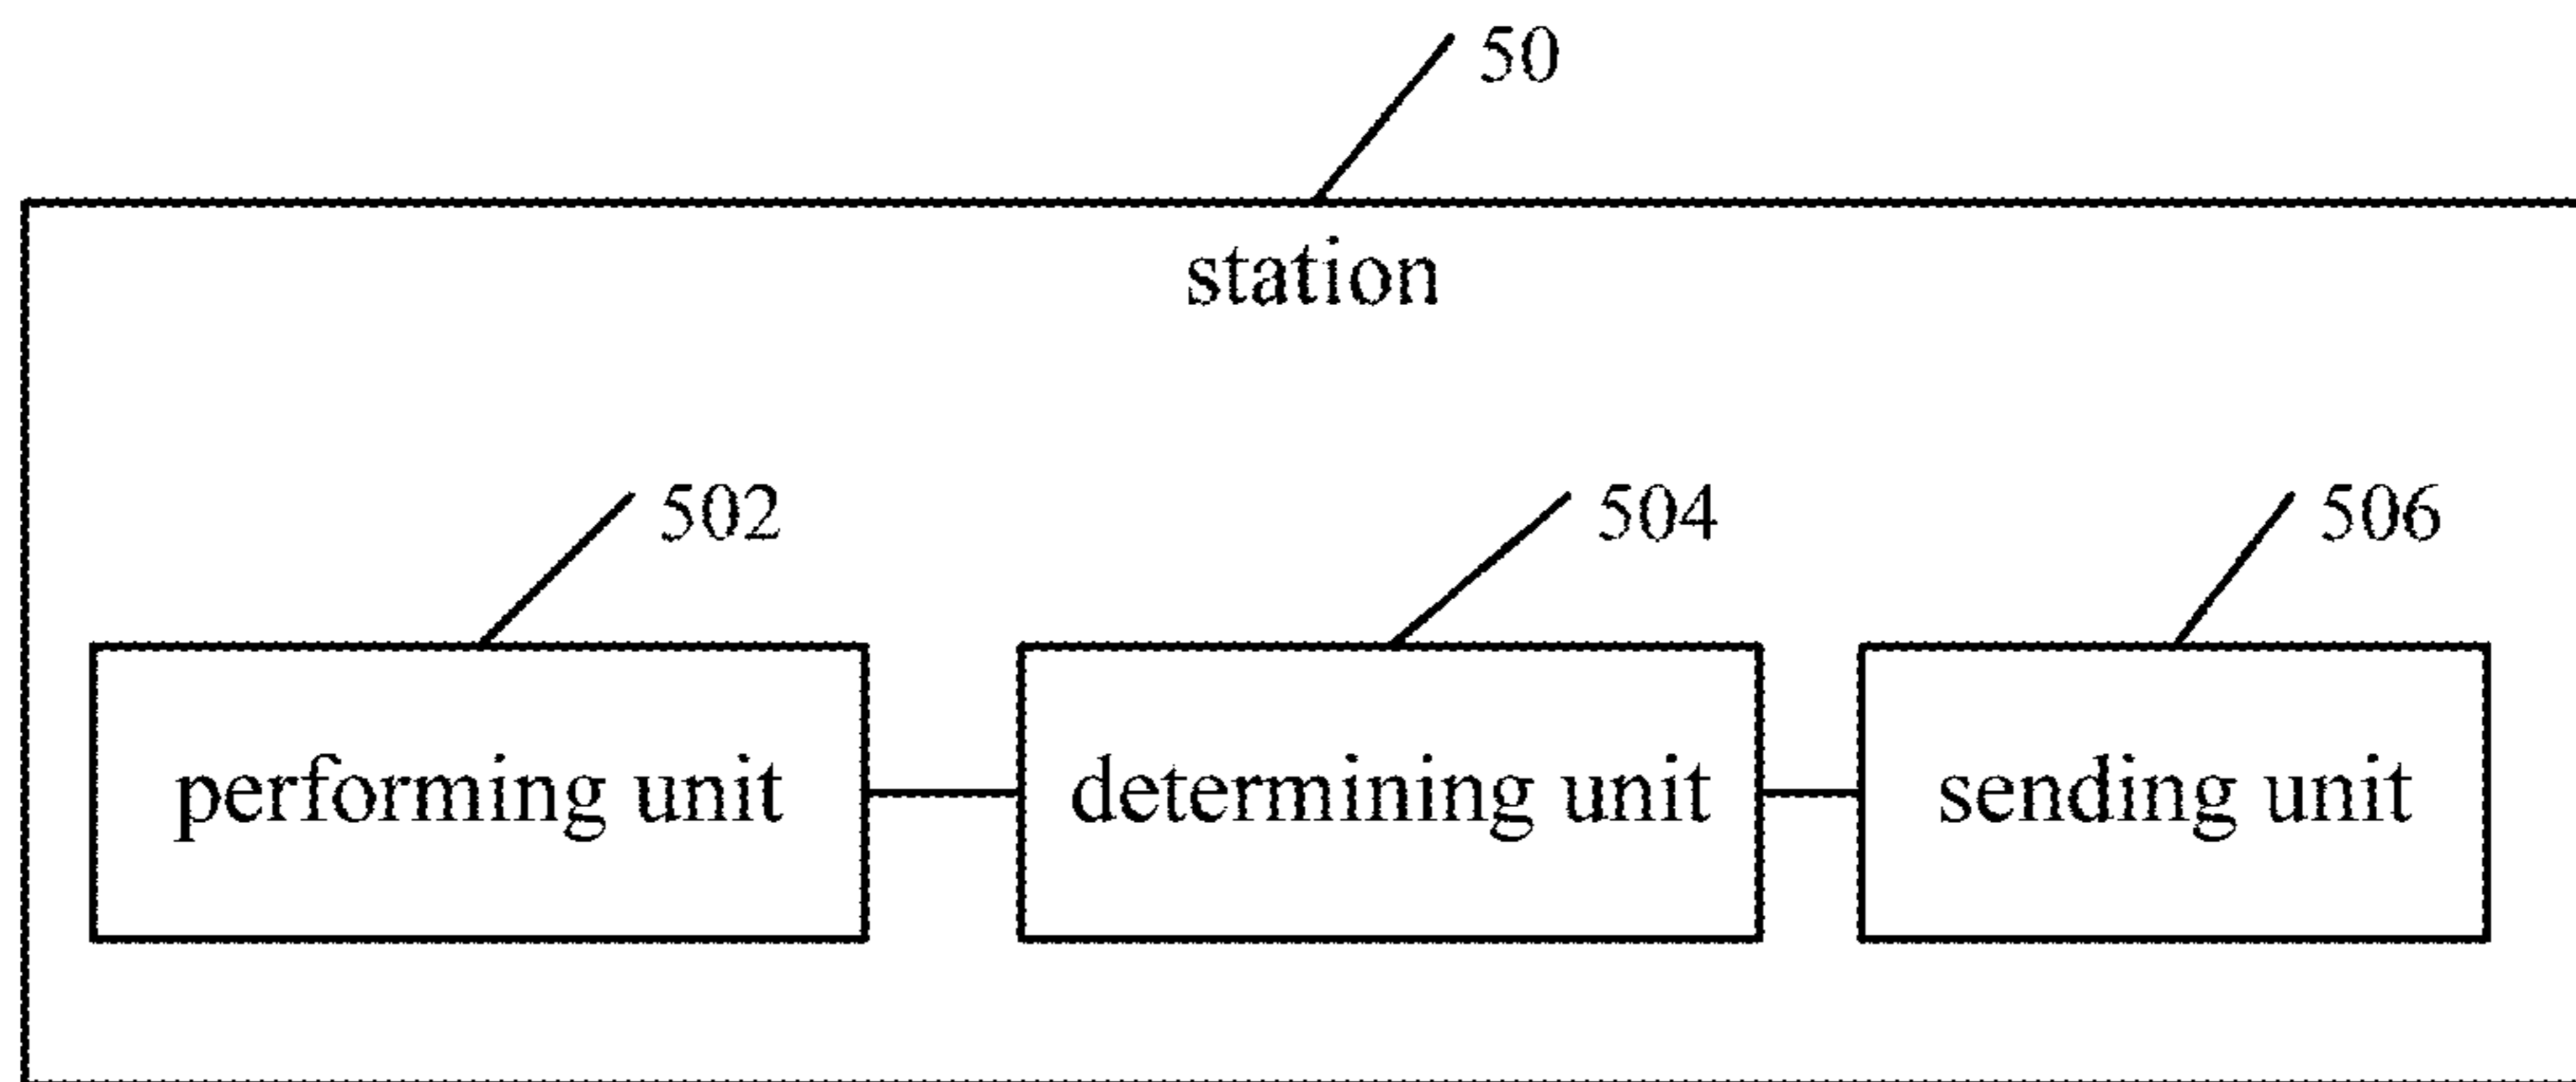 50
station
502
504
506
performing unit
determining unit
sending unit